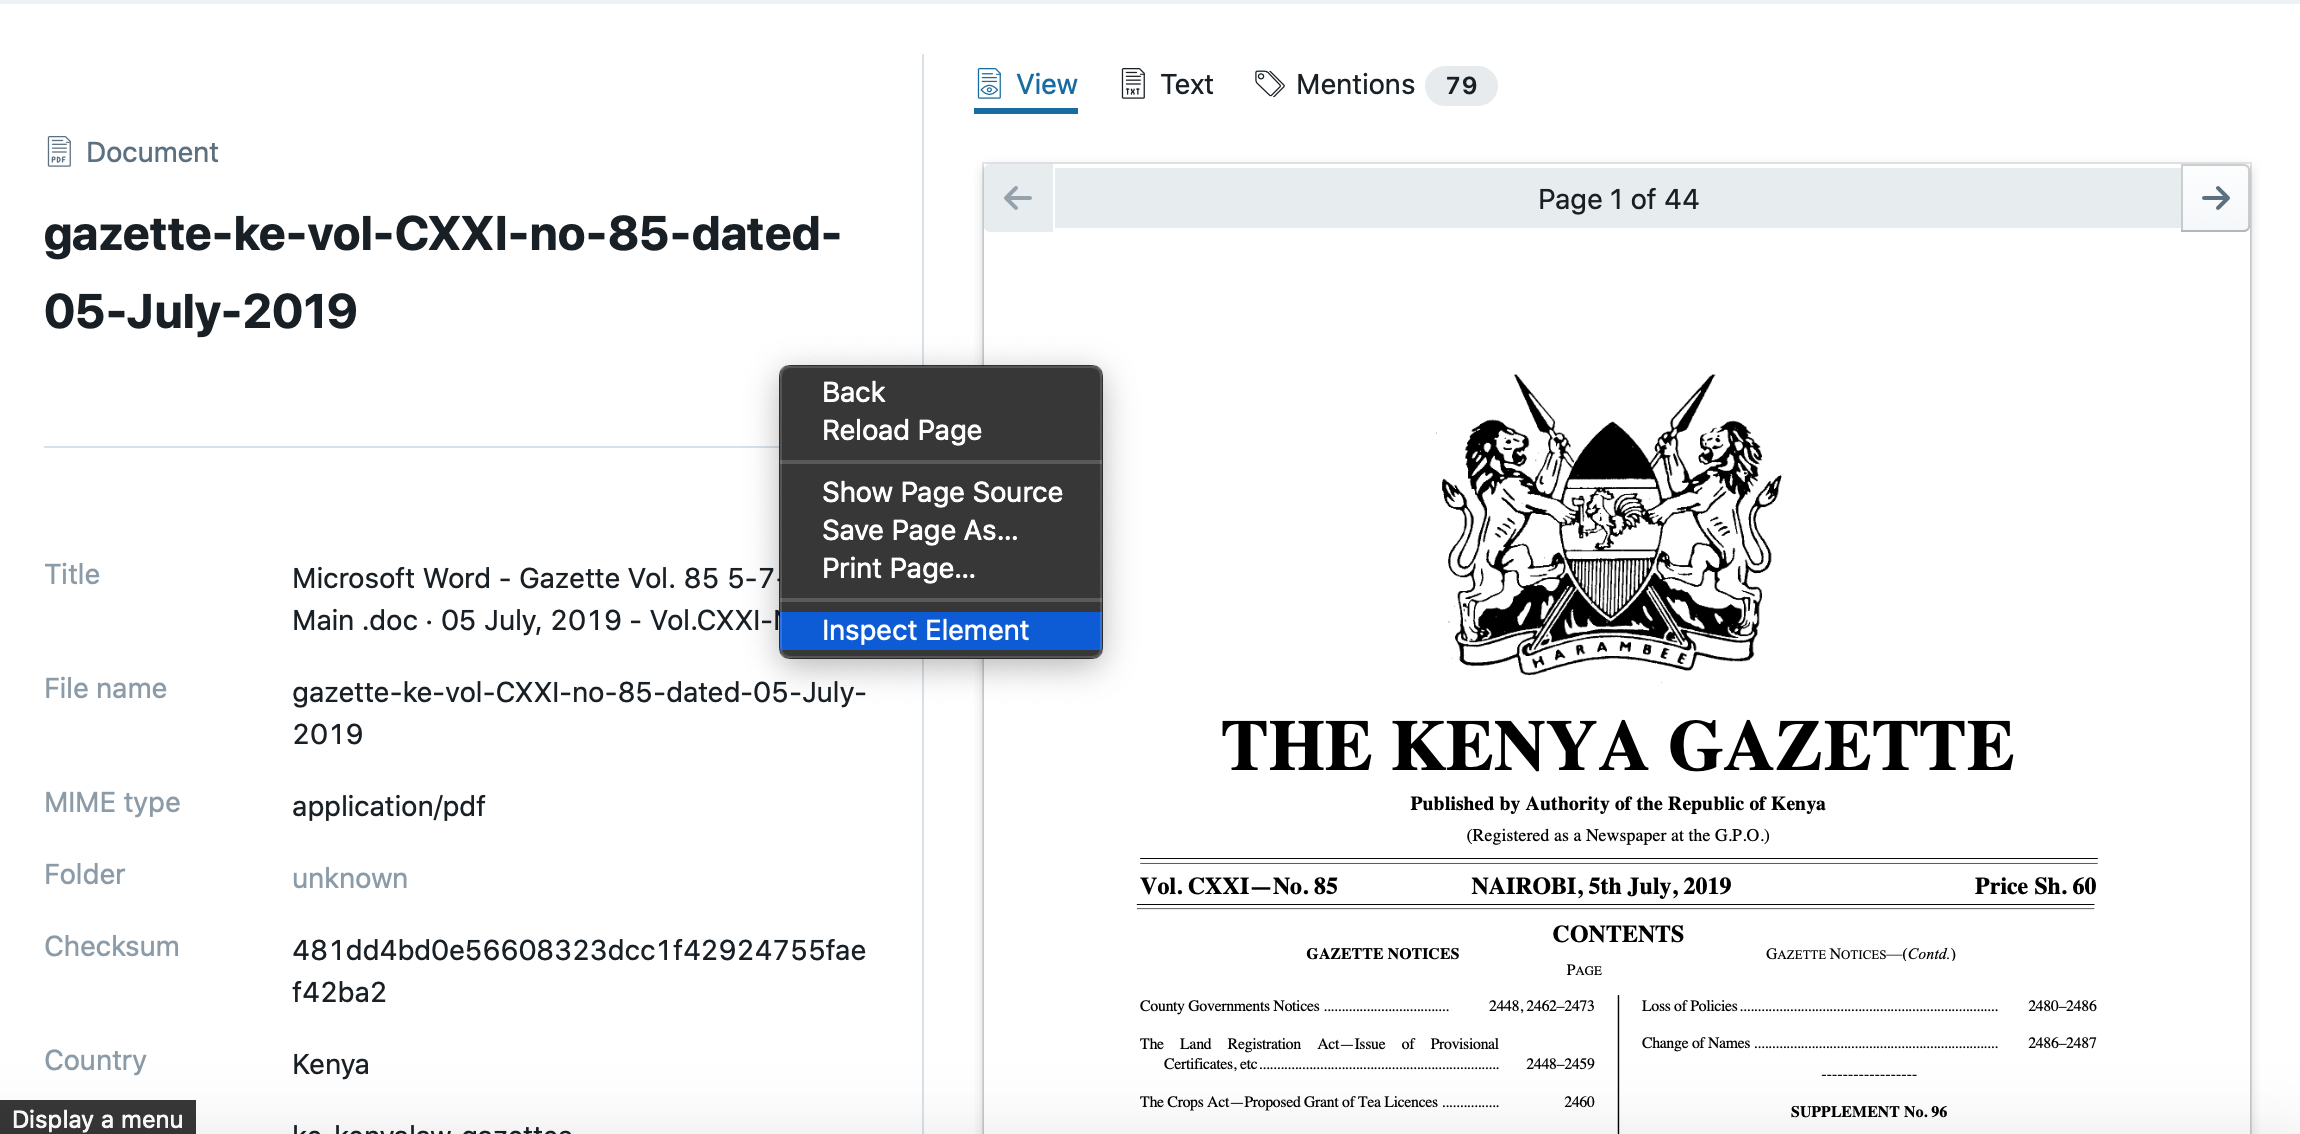 View
Text
Mentions 79
PDF
Document
gazette-ke-vol-CXXI-no-85-dated-
05-July-2019
Title
Microsoft Word - Gazette Vol. 85 5-7-
Main .doc · 05 July, 2019 - Vol.CXXI-
File name
gazette-ke-vol-CXXI-no-85-dated-05-July-
2019
MIME type
application/pdf
Folder
unknown
Checksum
481dd4bd0e56608323dcc1f42924755fae
f42ba2
Country
Kenya
ke-kenyalaw-gazettes
Display a menu
Back
Reload Page
Show Page Source
Save Page As...
Print Page...
Inspect Element
Page 1 of 44
HARAMBEE
THE KENYA GAZETTE
Published by Authority of the Republic of Kenya
(Registered as a Newspaper at the G.P.O.)
Vol. CXXI—No. 85 NAIROBI, 5th July, 2019 Price Sh. 60
CONTENTS
GAZETTE NOTICES
PAGE
County Governments Notices .................................. 2448, 2462–2473
The Land Registration Act—Issue of Provisional
Certificates, etc................................................................. 2448–2459
The Crops Act—Proposed Grant of Tea Licences ................ 2460
GAZETTE NOTICES—(Contd.)
Loss of Policies...................................................................... 2480–2486
Change of Names .................................................................. 2486–2487
------------------
SUPPLEMENT No. 96